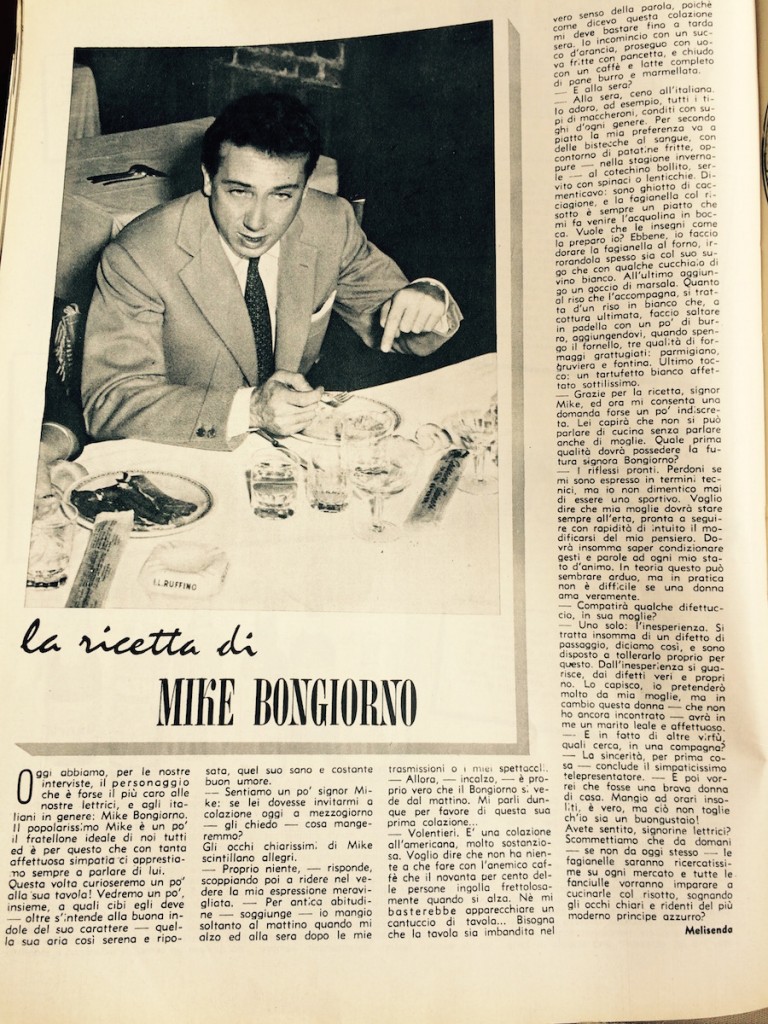 I.L. RUFFINO
la ricetta di
MIKE BONGIORNO
Oggi abbiamo, per le nostre
interviste, il personaggio
che è forse il più caro alle
nostre lettrici, e agli ita-
liani in genere: Mike Bongiorno.
Il popolarissimo Mike è un po'
il fratellone ideale di noi tutti
ed è per questo che con tanta
affettuosa simpatia ci apprestia-
mo sempre a parlare di lui.
Questa volta curioseremo un po'
alla sua tavola! Vedremo un po',
insieme, a quali cibi egli deve
— oltre s'intende alla buona in-
dole del suo carattere — quel-
la sua aria così serena e ripo-
sata, quel suo sano e costante
buon umore.
— Sentiamo un po' signor Mi-
ke: se lei dovesse invitarmi a
colazione oggi a mezzogiorno
— gli chiedo — cosa mange-
remmo?
Gli occhi chiarissimi di Mike
scintillano allegri.
— Proprio niente, — risponde,
scoppiando poi a ridere nel ve-
dere la mia espressione meravi-
gliata. — Per antica abitudi-
ne — soggiunge — io mangio
soltanto al mattino quando mi
alzo ed alla sera dopo le mie
trasmissioni o i miei spettacoli.
— Allora, — incalzo, — è pro-
prio vero che il Bongiorno si ve-
de dal mattino. Mi parli dun-
que per favore di questa sua
prima colazione...
— Volentieri. E' una colazione
all'americana, molto sostanzio-
sa. Voglio dire che non ha nien-
te a che fare con l'anemico caf-
fè che il novanta per cento del-
le persone ingolla frettolosa-
mente quando si alza. Nè mi
basterebbe apparecchiare un
cantuccio di tavola... Bisogna
che la tavola sia imbandita nel
vero senso della parola, poichè
come dicevo questa colazione
mi deve bastare fino a tarda
sera. Io incomincio con un suc-
co d'arancia, proseguo con uo-
va fritte con pancetta, e chiudo
con un caffè e latte completo
di pane burro e marmellata.
— E alla sera?
— Alla sera, ceno all'italiana.
Io adoro, ad esempio, tutti i ti-
pi di maccheroni, conditi con su-
ghi d'ogni genere. Per secondo
piatto la mia preferenza va a
delle bistecche al sangue, con
contorno di patatine fritte, op-
pure — nella stagione inverna-
le — al cotechino bollito, ser-
vito con spinaci o lenticchie. Di-
menticavo: sono ghiotto di cac-
ciagione, e la fagianella col ri-
sotto è sempre un piatto che
mi fa venire l'acquolina in boc-
ca. Vuole che le insegni come
la preparo io? Ebbene, io faccio
dorare la fagianella al forno, ir-
rorandola spesso sia col suo su-
go che con qualche cucchiaio di
vino bianco. All'ultimo aggiun-
go un goccio di marsala. Quanto
al riso che l'accompagna, si trat-
ta d'un riso in bianco che, a
cottura ultimata, faccio saltare
in padella con un po' di bur-
ro, aggiungendovi, quando spen-
go il fornello, tre qualità di for-
maggi grattugiati: parmigiano,
gruviera e fontina. Ultimo toc-
co: un tartufetto bianco affet-
tato sottilissimo.
— Grazie per la ricetta, signor
Mike, ed ora mi consenta una
domanda forse un po' indiscre-
ta. Lei capirà che non si può
parlare di cucina senza parlare
anche di moglie. Quale prima
qualità dovrà possedere la fu-
tura signora Bongiorno?
— I riflessi pronti. Perdoni se
mi sono espresso in termini tec-
nici, ma io non dimentico mai
di essere uno sportivo. Voglio
dire che mia moglie dovrà stare
sempre all'erta, pronta a segui-
re con rapidità di intuito il mo-
dificarsi del mio pensiero. Do-
vrà insomma saper condizionare
gesti e parole ad ogni mio sta-
to d'animo. In teoria questo può
sembrare arduo, ma in pratica
non è difficile se una donna
ama veramente.
— Compatirà qualche difettuc-
cio, in sua moglie?
— Uno solo: l'inesperienza. Si
tratta insomma di un difetto di
passaggio, diciamo così, e sono
disposto a tollerarlo proprio per
questo. Dall'inesperienza si gua-
risce, dai difetti veri e propri
no. Lo capisco, io pretenderò
molto da mia moglie, ma in
cambio questa donna — che non
ho ancora incontrato — avrà in
me un marito leale e affettuoso.
— E in fatto di altre virtù,
quali cerca, in una compagna?
— La sincerità, per prima co-
sa — conclude il simpaticissimo
telepresentatore. — E poi vor-
rei che fosse una brava donna
di casa. Mangio ad orari inso-
liti, è vero, ma ciò non toglie
ch'io sia un buongustaio!
Avete sentito, signorine lettrici?
Scommettiamo che da domani
— se non da oggi stesso — le
fagianelle saranno ricercatissi-
me su ogni mercato e tutte le
fanciulle vorranno imparare a
cucinarle col risotto, sognando
gli occhi chiari e ridenti del più
moderno principe azzurro?
Melisenda